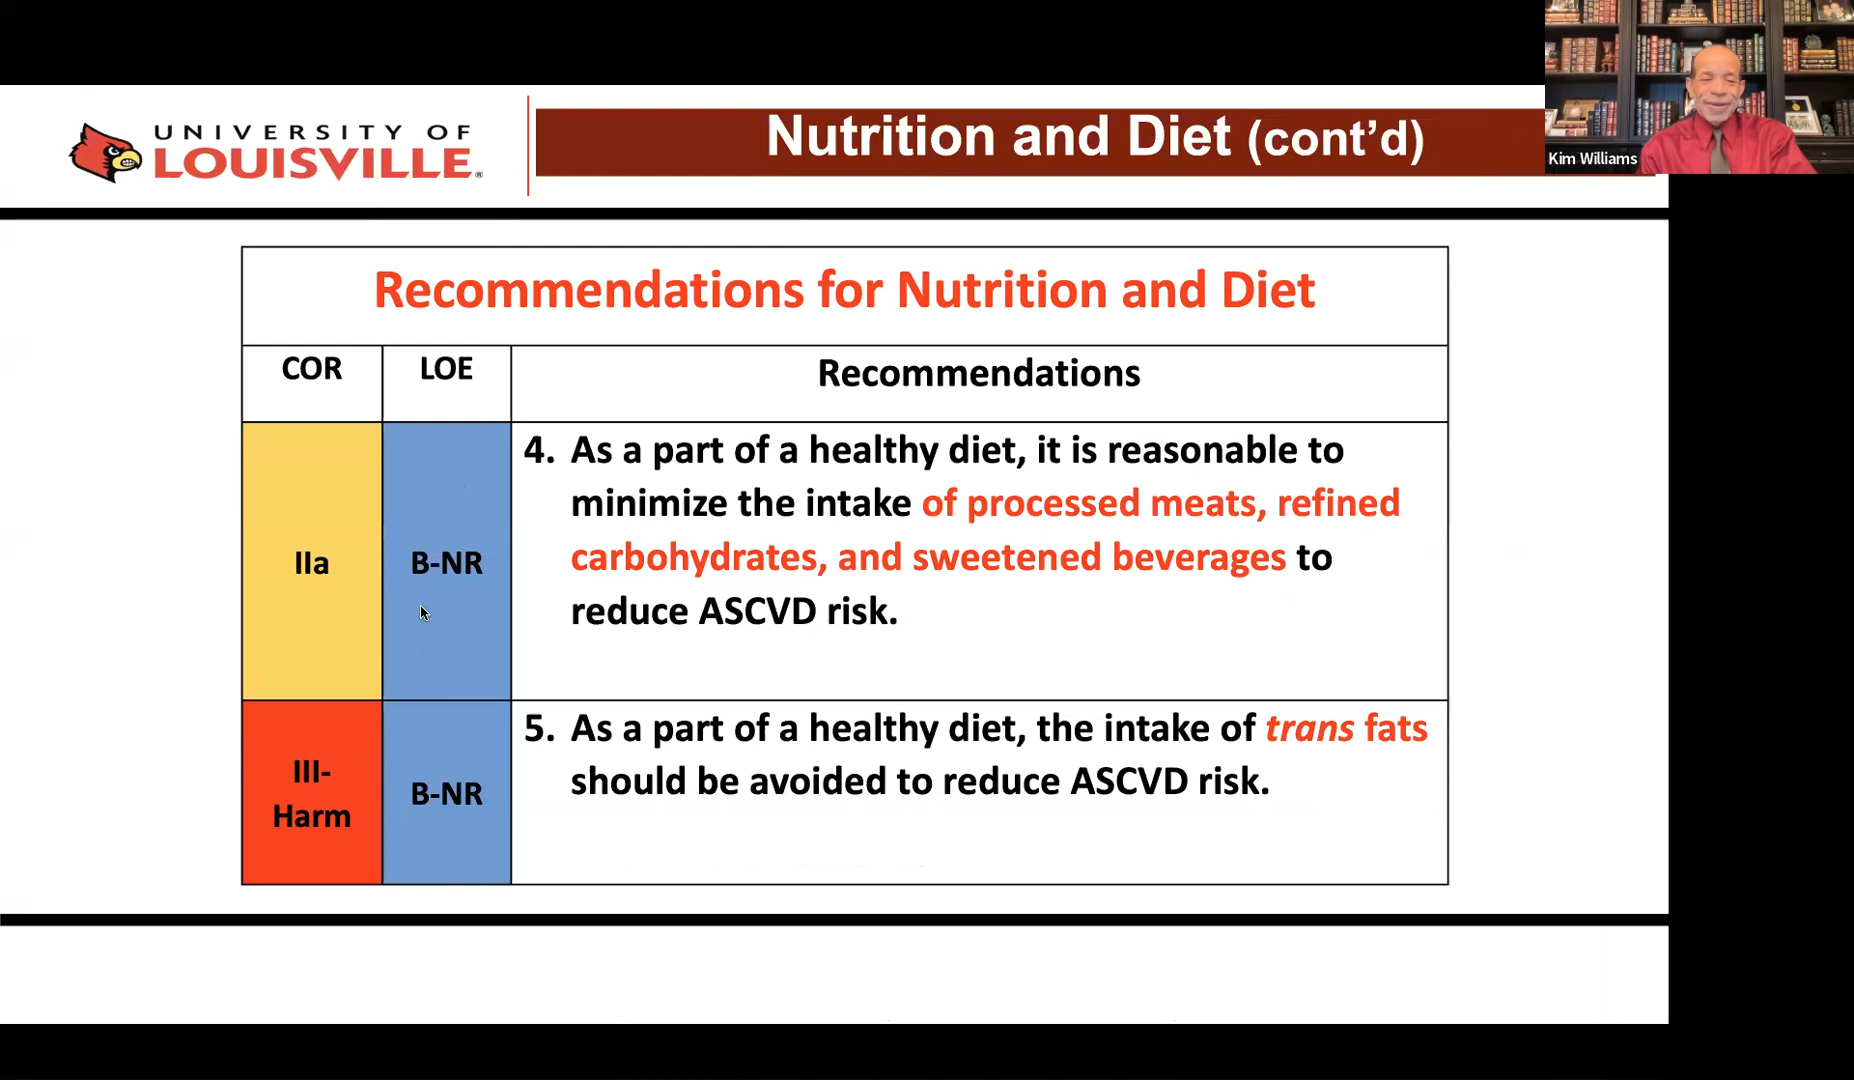 UNIVERSITY OF
LOUISVILLE®
Nutrition and Diet (cont’d)
Kim Williams
Recommendations for Nutrition and Diet
COR LOE Recommendations
4. As a part of a healthy diet, it is reasonable to
minimize the intake of processed meats, refined
carbohydrates, and sweetened beverages to
reduce ASCVD risk.
IIa B-NR
5. As a part of a healthy diet, the intake of trans fats
should be avoided to reduce ASCVD risk.
III-
Harm
B-NR